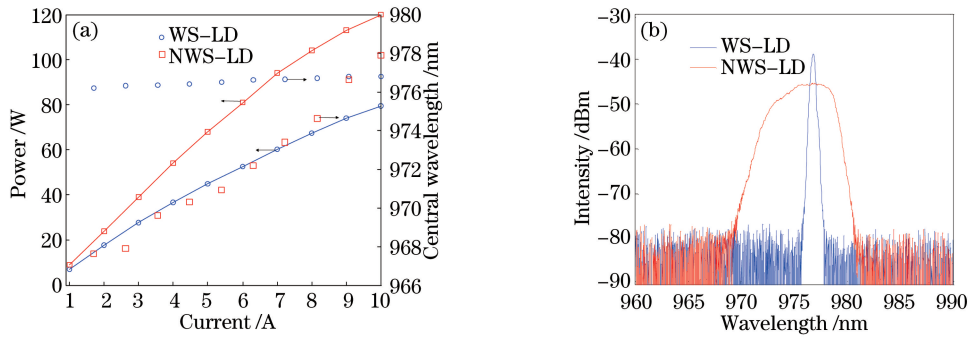 (a)
WS-LD
NWS-LD
120
100
80
60
40
20
0
Power /W
980
978
976
974
972
970
968
966
Central wavelength /nm
1 2 3 4 5 6 7 8 9 10
Current /A
(b)
WS-LD
NWS-LD
-30
-40
-50
-60
-70
-80
-90
Intensity /dBm
960 965 970 975 980 985 990
Wavelength /nm